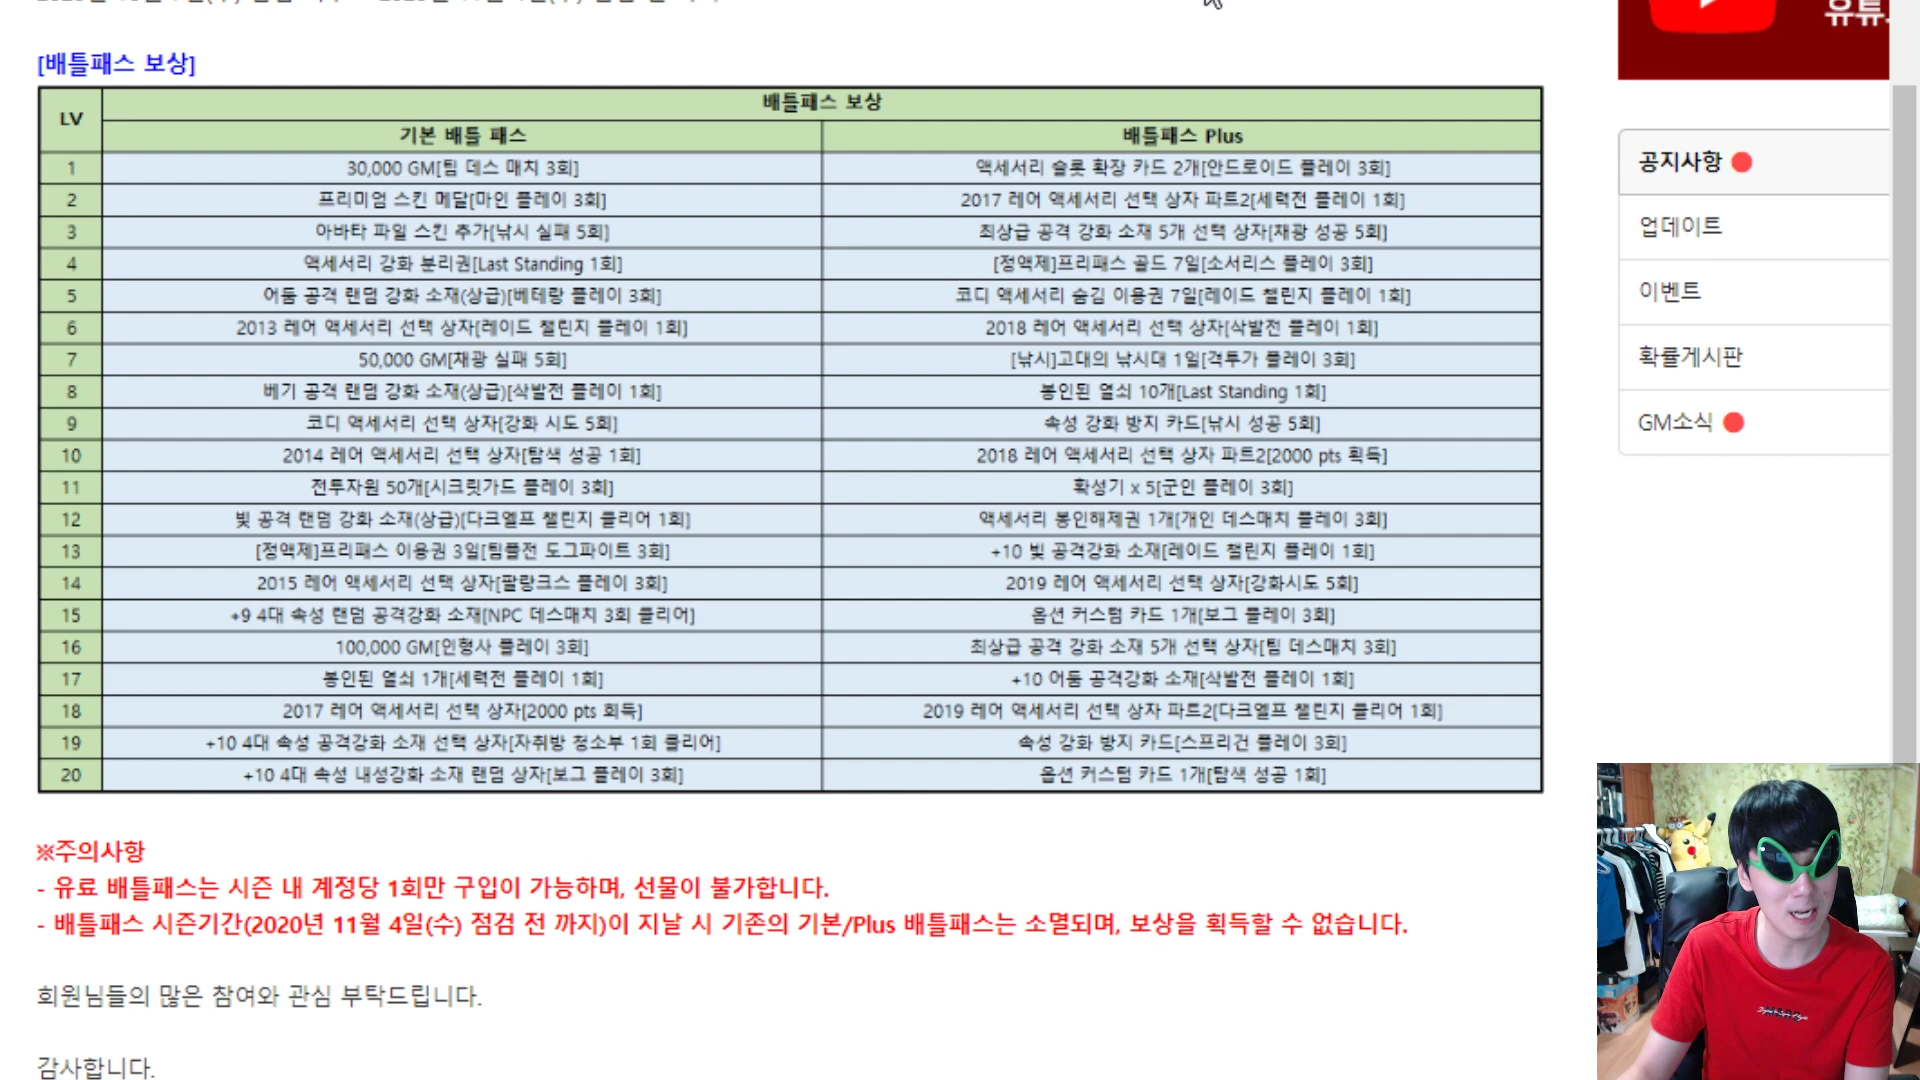 [배틀패스 보상]
LV
배틀패스 보상
기본 배틀 패스
배틀패스 Plus
1 30,000 GM[팀 데스 매치 3회] 액세서리 슬롯 확장 카드 2개[안드로이드 플레이 3회]
2 프리미엄 스킨 메달[마인 플레이 3회] 2017 레어 액세서리 선택 상자 파트2[세력전 플레이 1회]
3 아바타 파일 스킨 추가[낚시 실패 5회] 최상급 공격 강화 소재 5개 선택 상자[채광 성공 5회]
4 액세서리 강화 분리권[Last Standing 1회] [정액제]프리패스 골드 7일[소서리스 플레이 3회]
5 어둠 공격 랜덤 강화 소재(상급)[베테랑 플레이 3회] 코디 액세서리 숨김 이용권 7일[레이드 챌린지 플레이 1회]
6 2013 레어 액세서리 선택 상자[레이드 챌린지 플레이 1회] 2018 레어 액세서리 선택 상자[삭발전 플레이 1회]
7 50,000 GM[채광 실패 5회] [낚시]고대의 낚시대 1일[격투가 플레이 3회]
8 베기 공격 랜덤 강화 소재(상급)[삭발전 플레이 1회] 봉인된 열쇠 10개[Last Standing 1회]
9 코디 액세서리 선택 상자[강화 시도 5회] 속성 강화 방지 카드[낚시 성공 5회]
10 2014 레어 액세서리 선택 상자[탐색 성공 1회] 2018 레어 액세서리 선택 상자 파트2[2000 pts 획득]
11 전투자원 50개[시크릿가드 플레이 3회] 확성기 x 5[군인 플레이 3회]
12 빛 공격 랜덤 강화 소재(상급)[다크엘프 챌린지 클리어 1회] 액세서리 봉인해제권 1개[개인 데스매치 플레이 3회]
13 [정액제]프리패스 이용권 3일[팀플전 도그파이트 3회] +10 빛 공격강화 소재[레이드 챌린지 플레이 1회]
14 2015 레어 액세서리 선택 상자[팔랑크스 플레이 3회] 2019 레어 액세서리 선택 상자[강화시도 5회]
15 +9 4대 속성 랜덤 공격강화 소재[NPC 데스매치 3회 클리어] 옵션 커스텀 카드 1개[보그 플레이 3회]
16 100,000 GM[인형사 플레이 3회] 최상급 공격 강화 소재 5개 선택 상자[팀 데스매치 3회]
17 봉인된 열쇠 1개[세력전 플레이 1회] +10 어둠 공격강화 소재[삭발전 플레이 1회]
18 2017 레어 액세서리 선택 상자[2000 pts 회득] 2019 레어 액세서리 선택 상자 파트2[다크엘프 챌린지 클리어 1회]
19 +10 4대 속성 공격강화 소재 선택 상자[자취방 청소부 1회 클리어] 속성 강화 방지 카드[스프리건 플레이 3회]
20 +10 4대 속성 내성강화 소재 랜덤 상자[보그 플레이 3회] 옵션 커스텀 카드 1개[탐색 성공 1회]
※주의사항
- 유료 배틀패스는 시즌 내 계정당 1회만 구입이 가능하며, 선물이 불가합니다.
- 배틀패스 시즌기간(2020년 11월 4일(수) 점검 전 까지)이 지날 시 기존의 기본/Plus 배틀패스는 소멸되며, 보상을 획득할 수 없습니다.
회원님들의 많은 참여와 관심 부탁드립니다.
감사합니다.
공지사항
업데이트
이벤트
확률게시판
GM소식